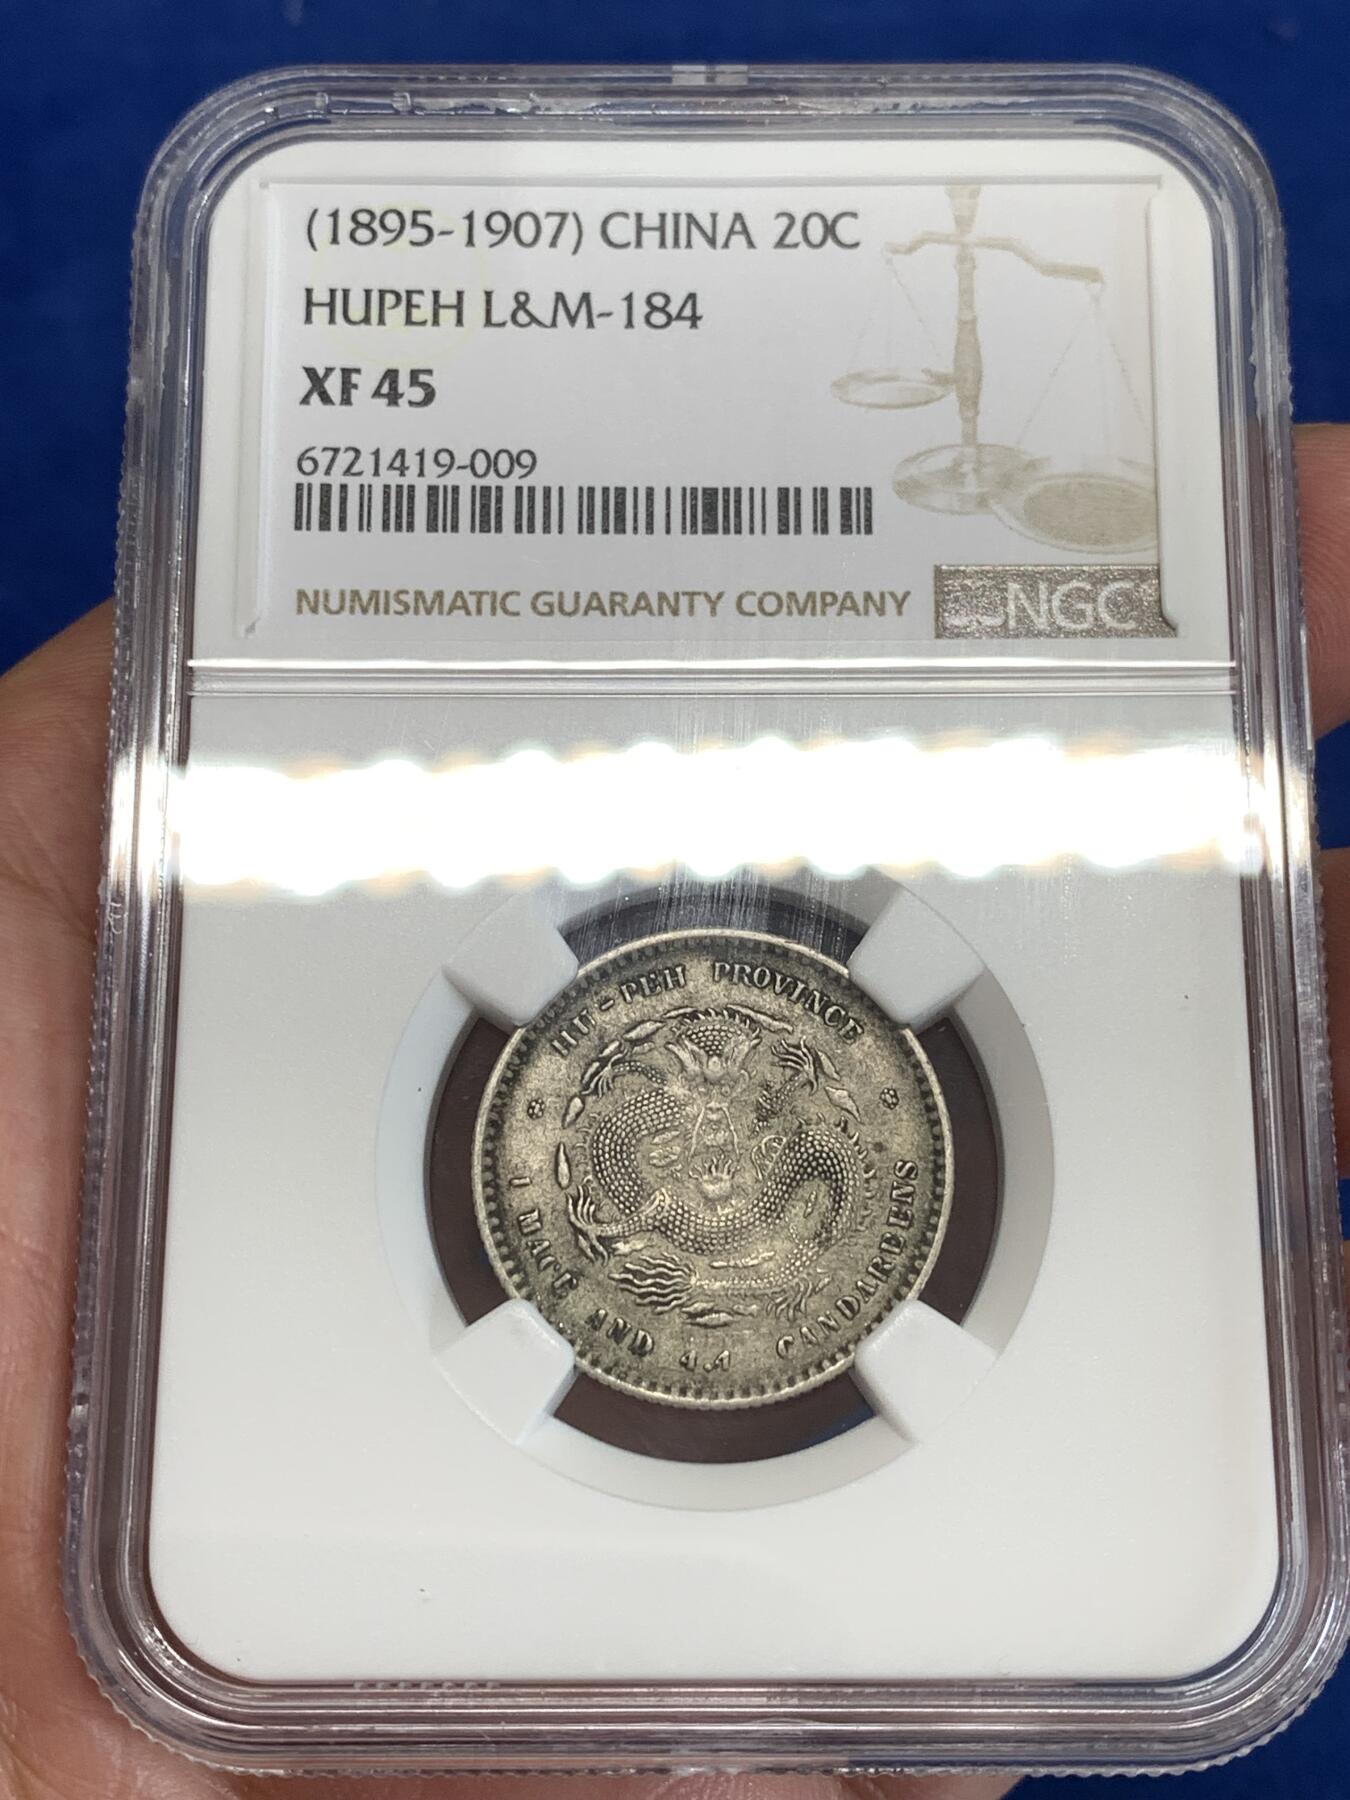 (1895-1907) CHINA 20C
HUPEH L&M-184
XF 45
6721419-009
NUMISMATIC GUARANTY COMPANY
NGC
HU-PEH PROVINCE
1 MACE AND 4.4 CANDAREENS